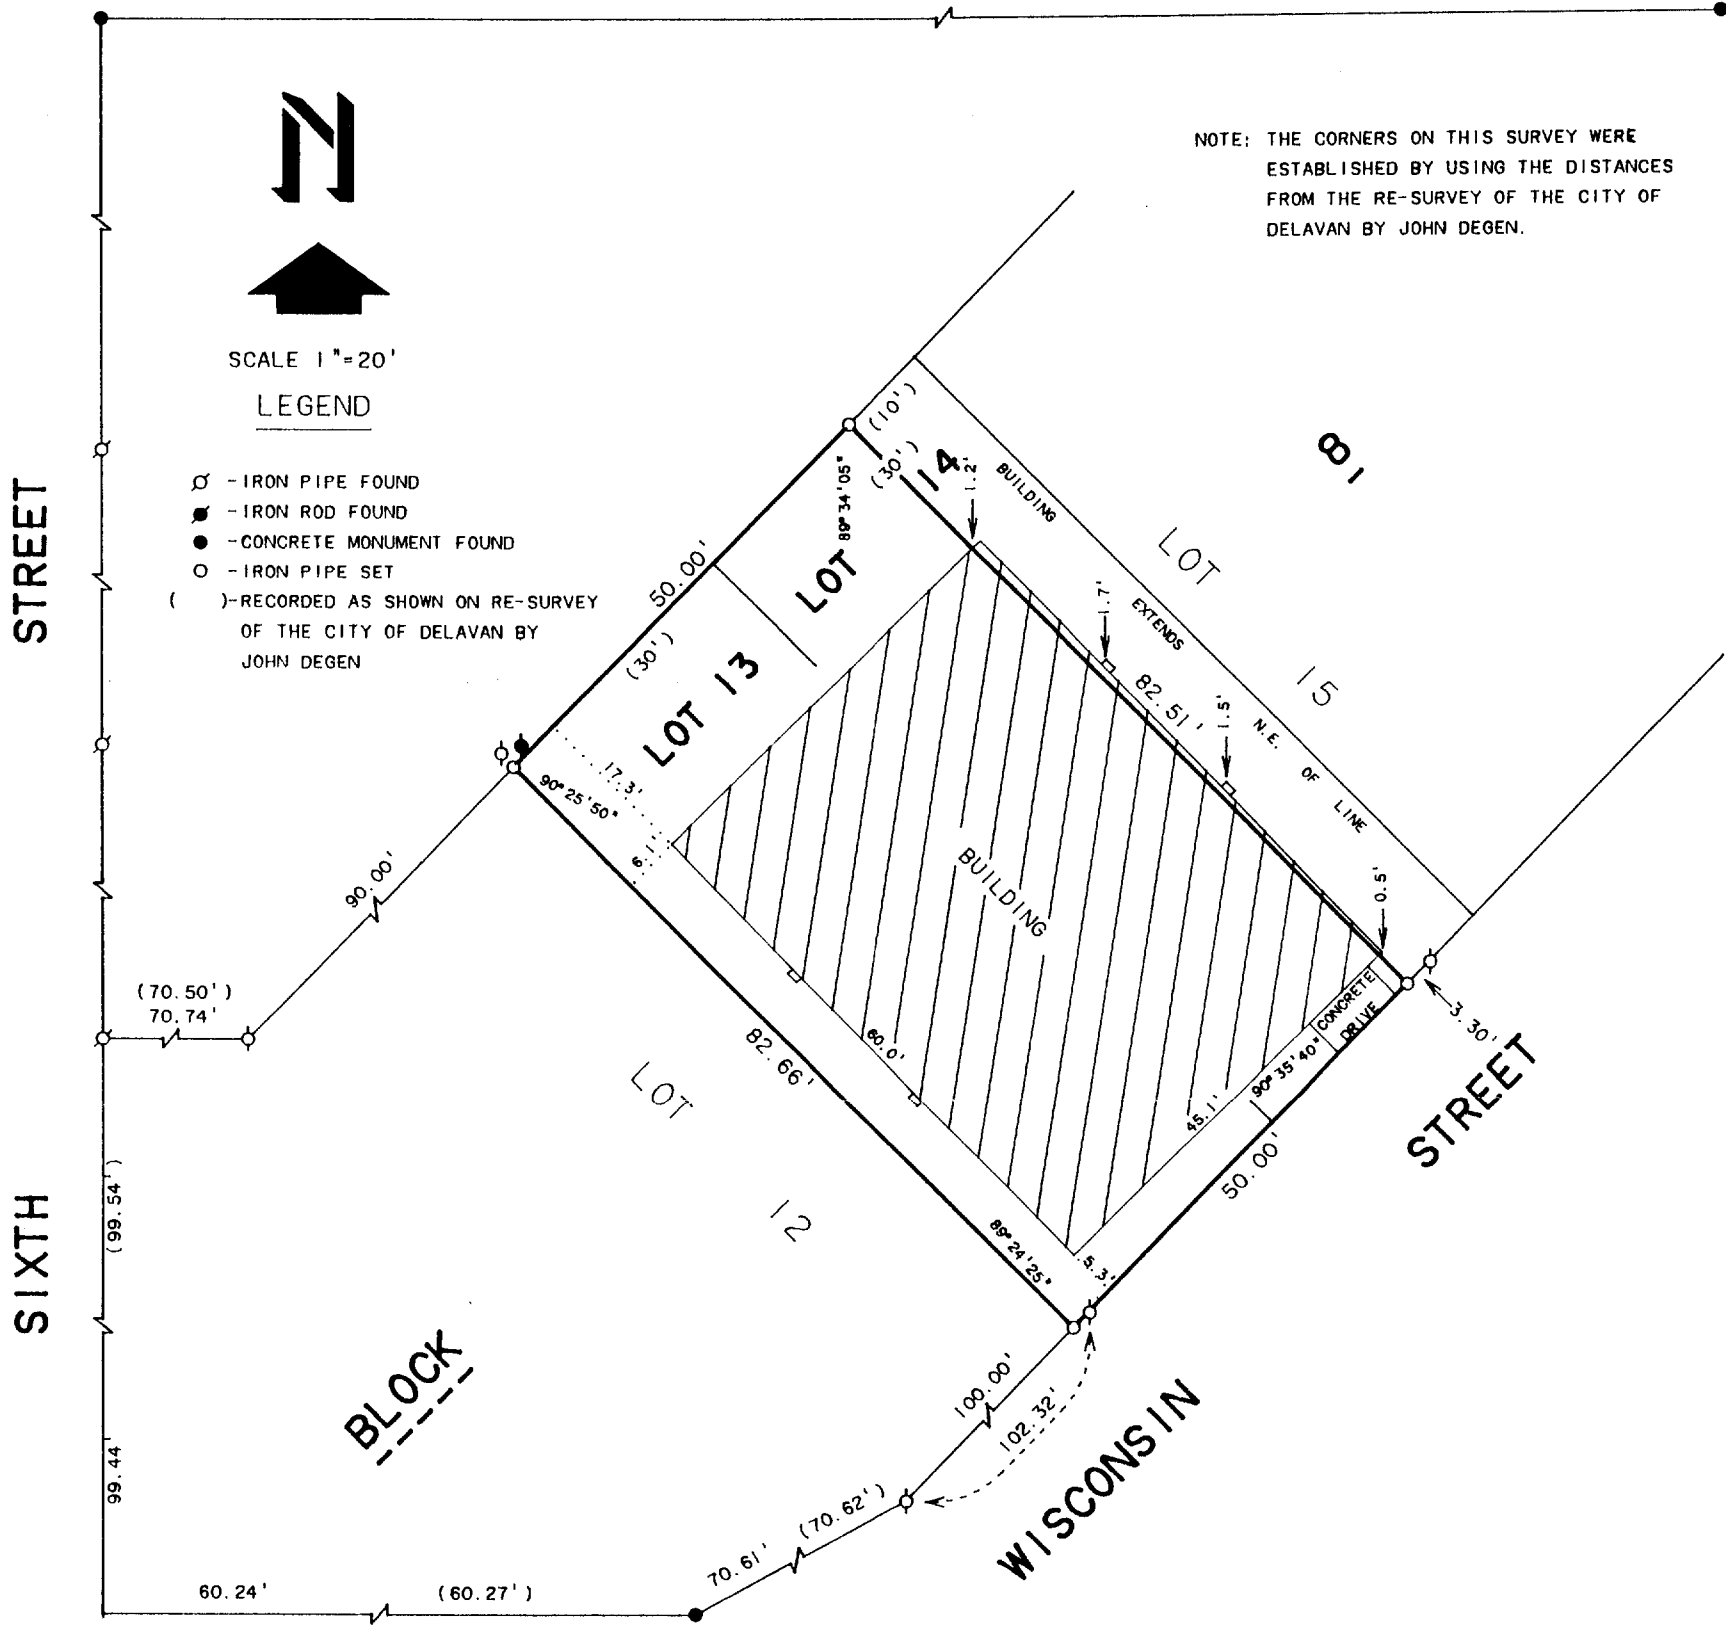 N
NOTE: THE CORNERS ON THIS SURVEY WERE
ESTABLISHED BY USING THE DISTANCES
FROM THE RE-SURVEY OF THE CITY OF
DELAVAN BY JOHN DEGEN.
SCALE 1"=20'
LEGEND
-IRON PIPE FOUND
-IRON ROD FOUND
-CONCRETE MONUMENT FOUND
-IRON PIPE SET
( )-RECORDED AS SHOWN ON RE-SURVEY
OF THE CITY OF DELAVAN BY
JOHN DEGEN
SIXTH STREET
(10')
(30')
LOT 14
89°34'05"
1.2'
BUILDING EXTENDS N.E. OF LINE
81
LOT 15
50.00'
(30')
LOT 13
1.7'
82.51'
1.5'
17.3'
90°25'50"
6.1'
BUILDING
0.5'
90.00'
(70.50')
70.74'
CONCRETE
DRIVE
3.30'
60.0'
82.66'
90°35'40"
45.1'
50.00'
LOT 12
89°24'25"
5.3'
(99.54')
99.44'
BLOCK
100.00'
102.32'
WISCONSIN STREET
(70.62')
70.61'
60.24'
(60.27')